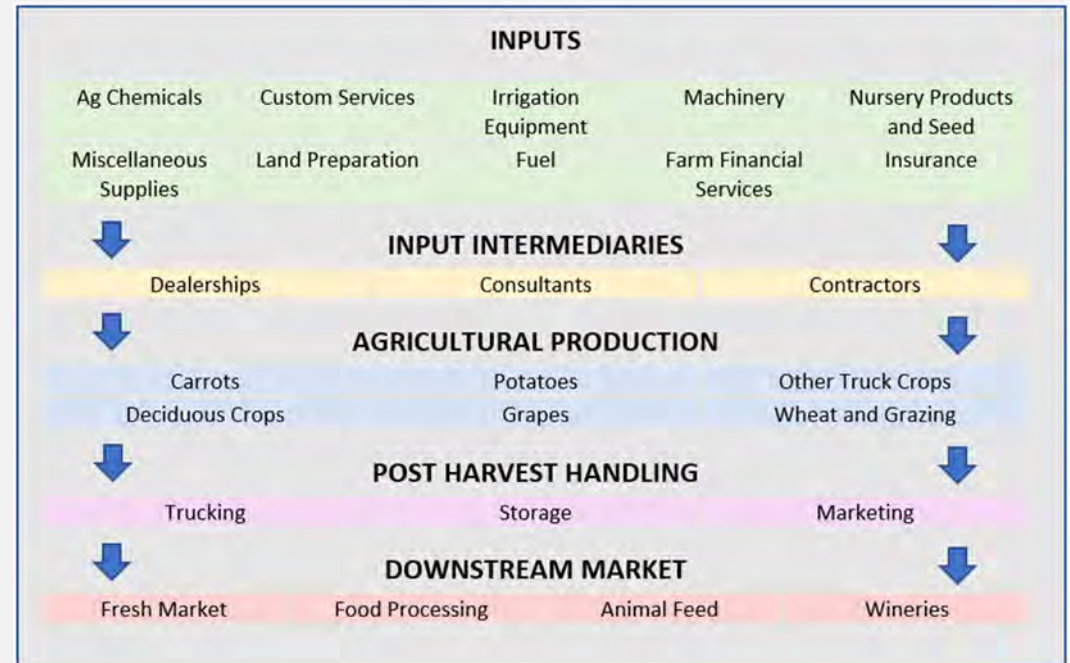 INPUTS
Ag Chemicals Custom Services Irrigation Machinery Nursery Products
Equipment and Seed
Miscellaneous Land Preparation Fuel Farm Financial Insurance
Supplies Services
INPUT INTERMEDIARIES
Dealerships Consultants Contractors
AGRICULTURAL PRODUCTION
Carrots Potatoes Other Truck Crops
Deciduous Crops Grapes Wheat and Grazing
POST HARVEST HANDLING
Trucking Storage Marketing
DOWNSTREAM MARKET
Fresh Market Food Processing Animal Feed Wineries